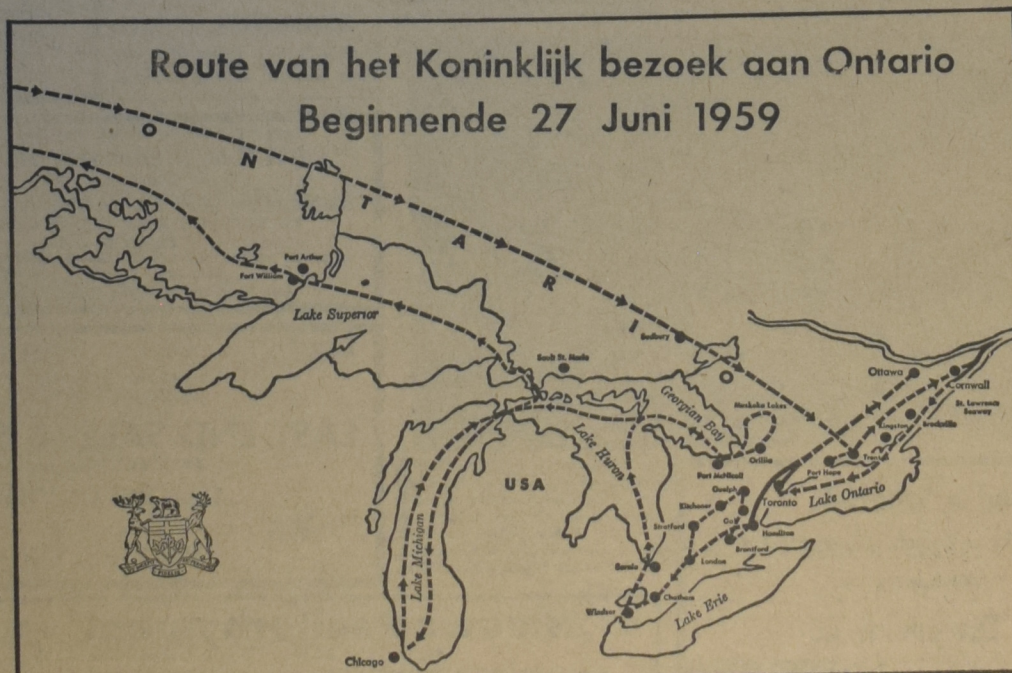 Route van het Koninklijk bezoek aan Ontario
Beginnende 27 Juni 1959
O N T A R I O
Port Arthur
Fort William
Lake Superior
Sudbury
Sault St. Marie
Ottawa
Cornwall
St. Lawrence
Seaway
Georgian Bay
Muskoka Lakes
Brockville
Kingston
Lake Huron
Orillia
Trenton
Port McNicoll
Port Hope
USA
Guelph
Lake Ontario
Toronto
Kitchener
Stratford
Galt
Hamilton
Lake Michigan
Brantford
London
Sarnia
Chatham
Windsor
Lake Erie
Chicago